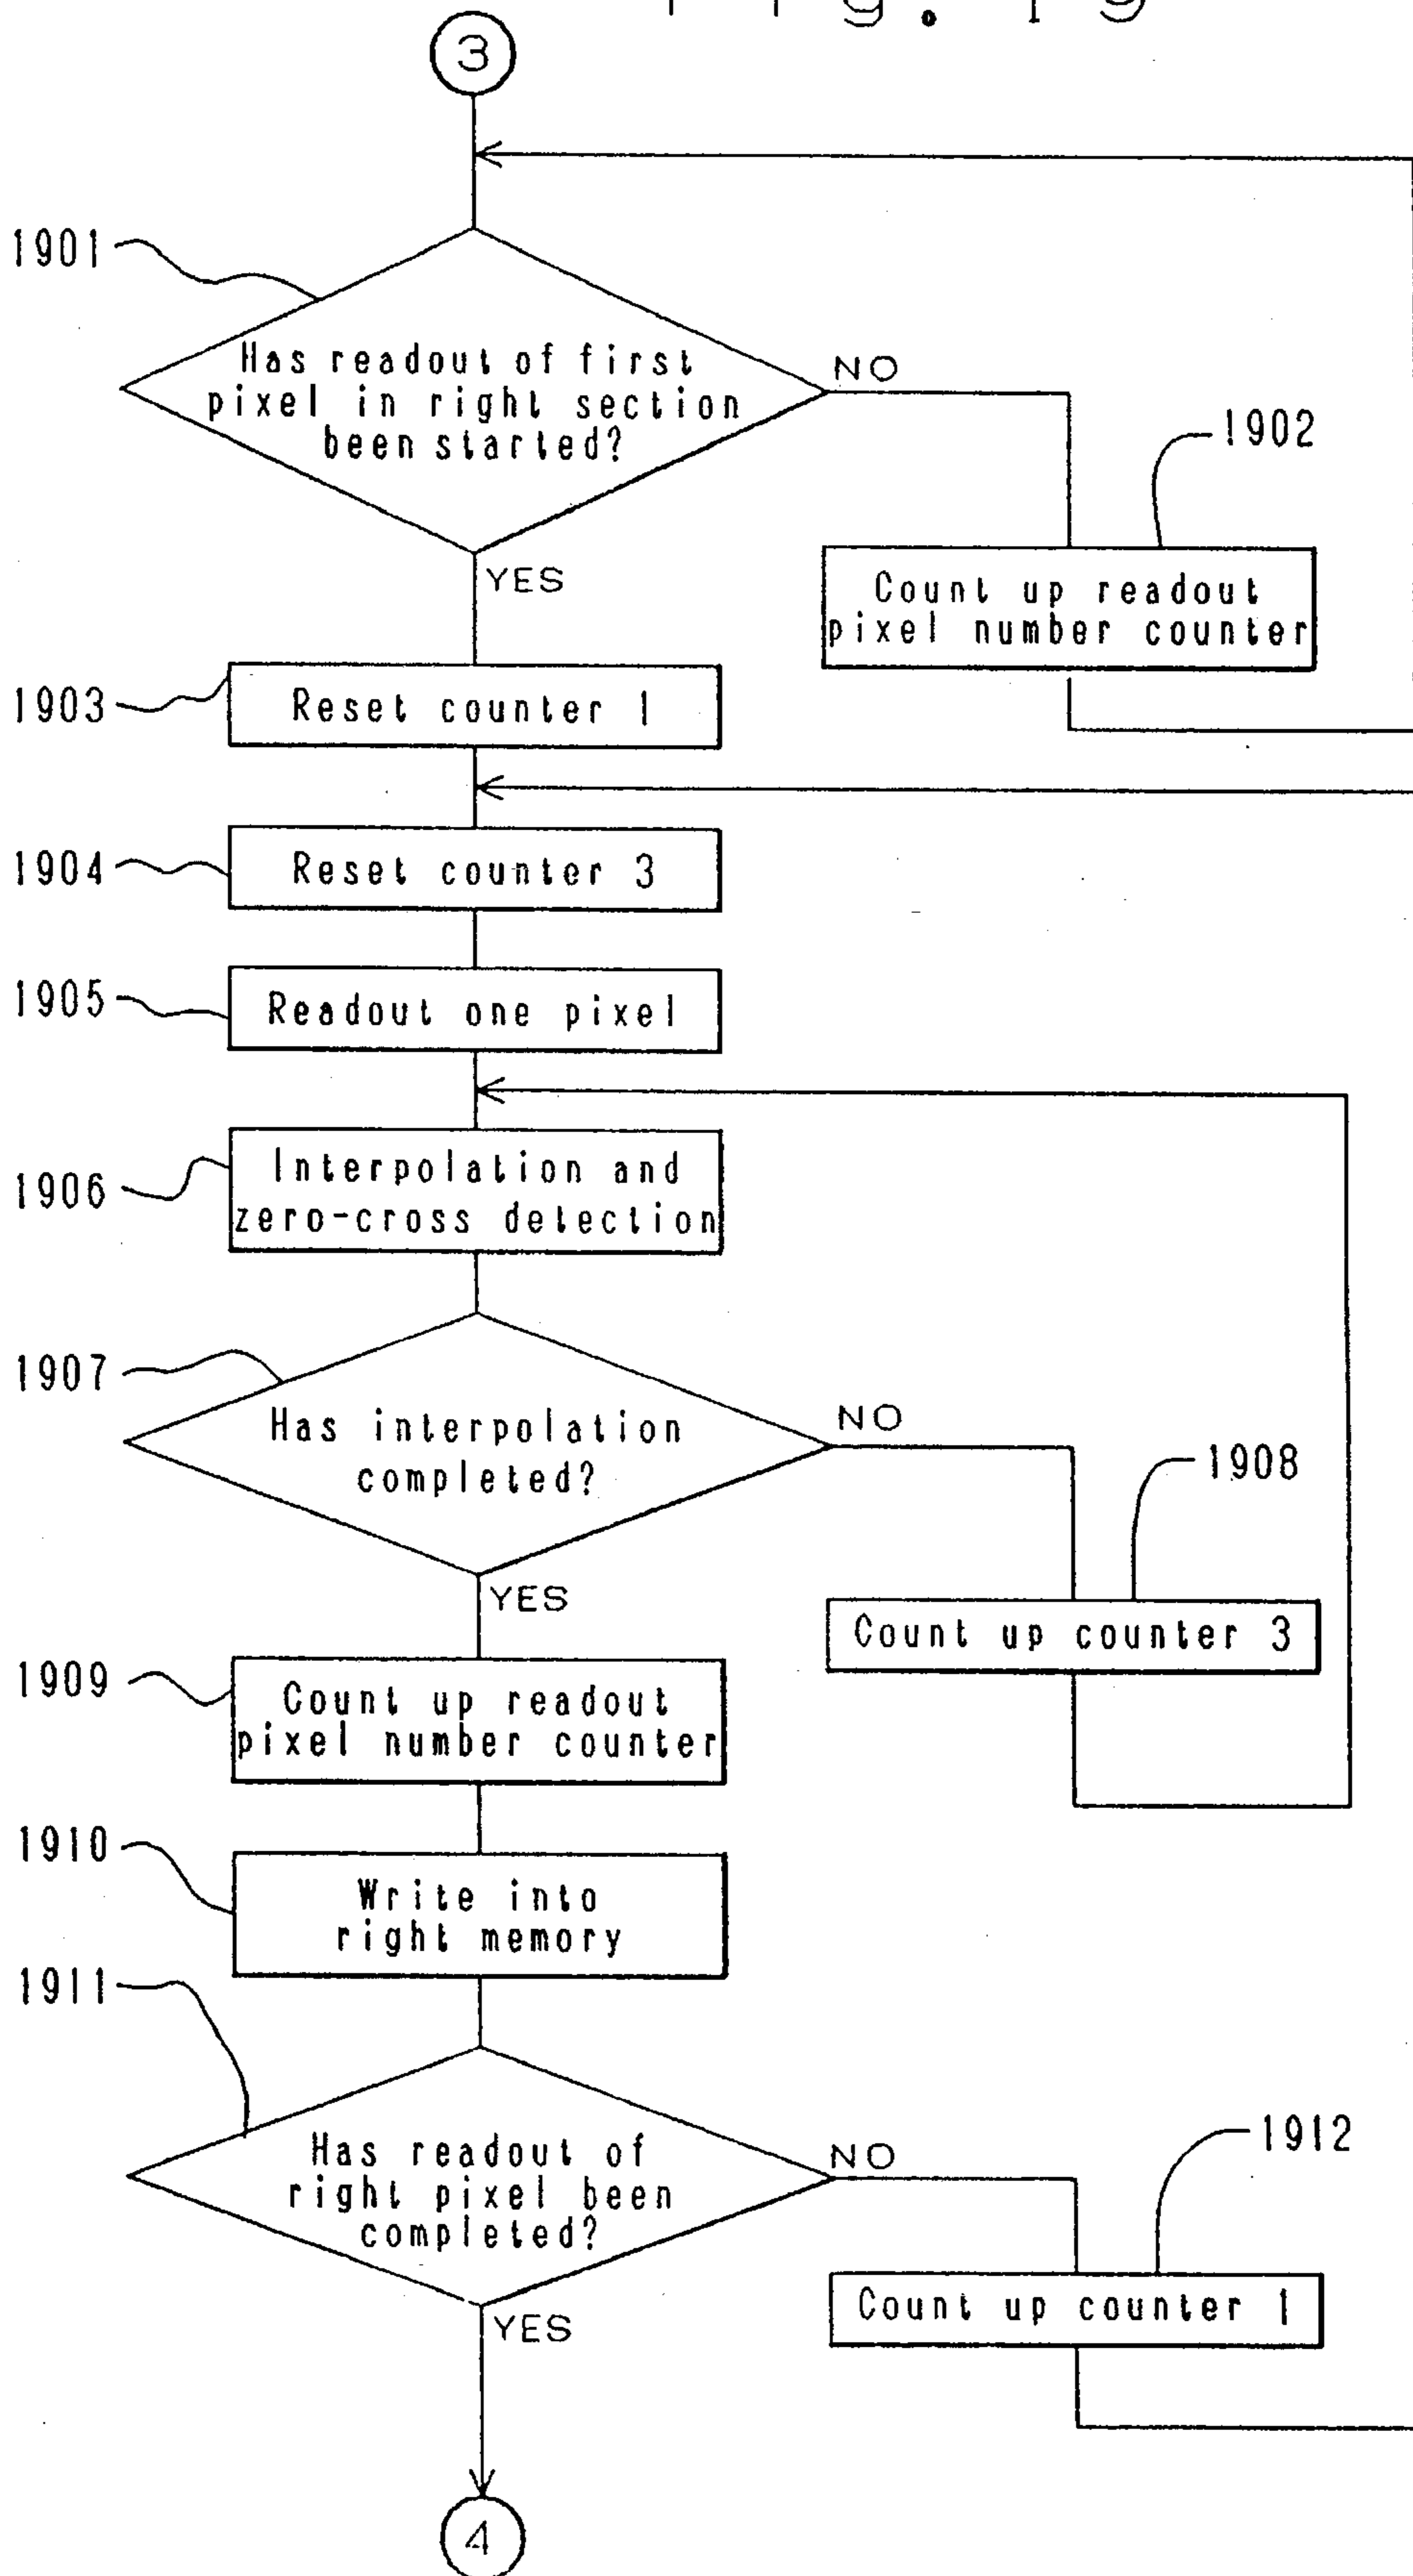 Fig. 19
3
1901
Has readout of first
pixel in right section
been started?
NO
1902
Count up readout
pixel number counter
YES
1903
Reset counter 1
1904
Reset counter 3
1905
Readout one pixel
1906
Interpolation and
zero-cross detection
1907
Has interpolation
completed?
NO
1908
Count up counter 3
YES
1909
Count up readout
pixel number counter
1910
Write into
right memory
1911
Has readout of
right pixel been
completed?
NO
1912
Count up counter 1
YES
4